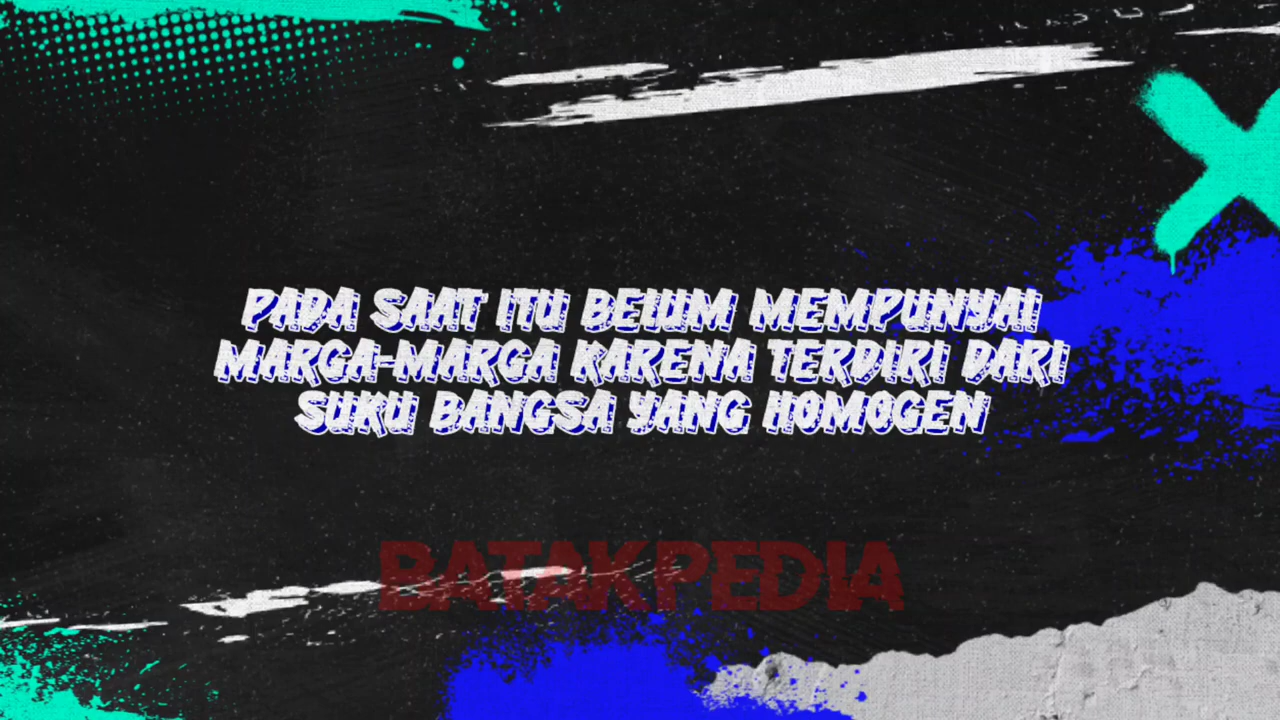 PADA SAAT ITU BELUM MEMPUNYAI
MARGA-MARGA KARENA TERDIRI DARI
SUKU BANGSA YANG HOMOGEN
BATAKPEDIA